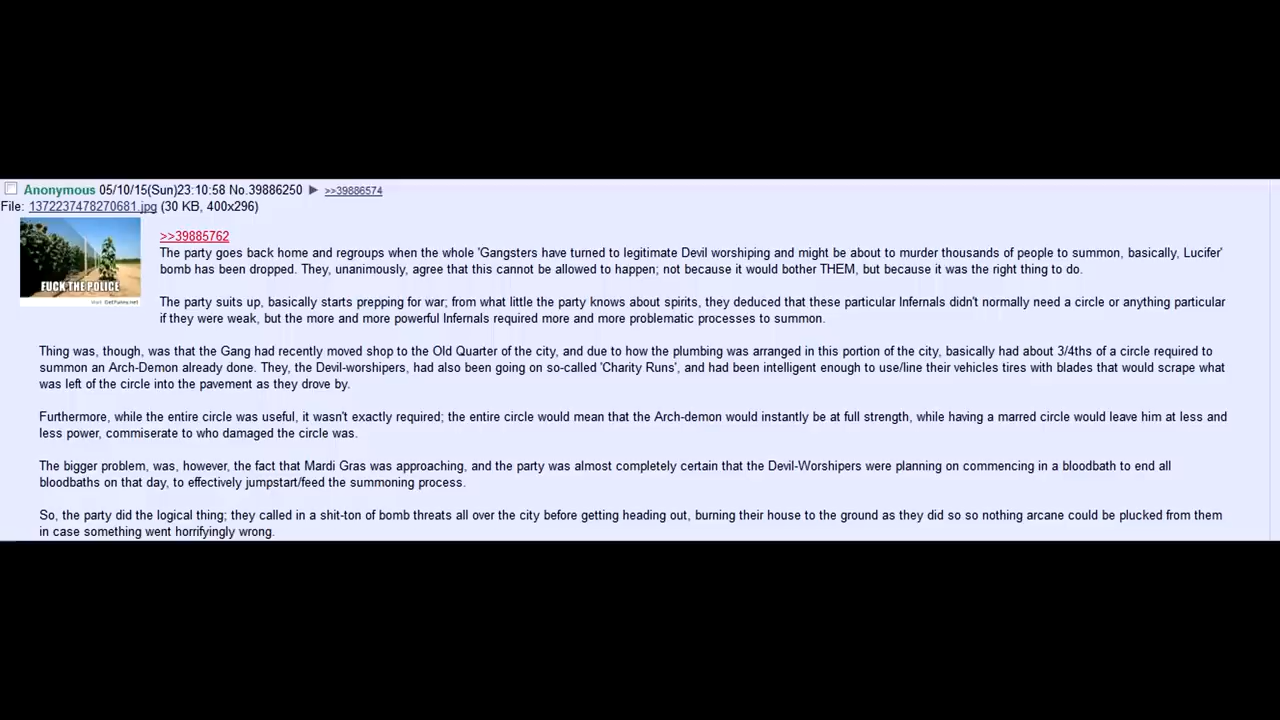 Anonymous 05/10/15(Sun)23:10:58 No.39886250 ▶ >>39886574
File: 1372237478270681.jpg (30 KB, 400x296)
FUCK THE POLICE
>>39885762
The party goes back home and regroups when the whole 'Gangsters have turned to legitimate Devil worshiping and might be about to murder thousands of people to summon, basically, Lucifer'
bomb has been dropped. They, unanimously, agree that this cannot be allowed to happen; not because it would bother THEM, but because it was the right thing to do.
The party suits up, basically starts prepping for war; from what little the party knows about spirits, they deduced that these particular Infernals didn't normally need a circle or anything particular
if they were weak, but the more and more powerful Infernals required more and more problematic processes to summon.
Thing was, though, was that the Gang had recently moved shop to the Old Quarter of the city, and due to how the plumbing was arranged in this portion of the city, basically had about 3/4ths of a circle required to
summon an Arch-Demon already done. They, the Devil-worshipers, had also been going on so-called 'Charity Runs', and had been intelligent enough to use/line their vehicles tires with blades that would scrape what
was left of the circle into the pavement as they drove by.
Furthermore, while the entire circle was useful, it wasn't exactly required; the entire circle would mean that the Arch-demon would instantly be at full strength, while having a marred circle would leave him at less and
less power, commiserate to who damaged the circle was.
The bigger problem, was, however, the fact that Mardi Gras was approaching, and the party was almost completely certain that the Devil-Worshipers were planning on commencing in a bloodbath to end all
bloodbaths on that day, to effectively jumpstart/feed the summoning process.
So, the party did the logical thing; they called in a shit-ton of bomb threats all over the city before getting heading out, burning their house to the ground as they did so so nothing arcane could be plucked from them
in case something went horrifyingly wrong.